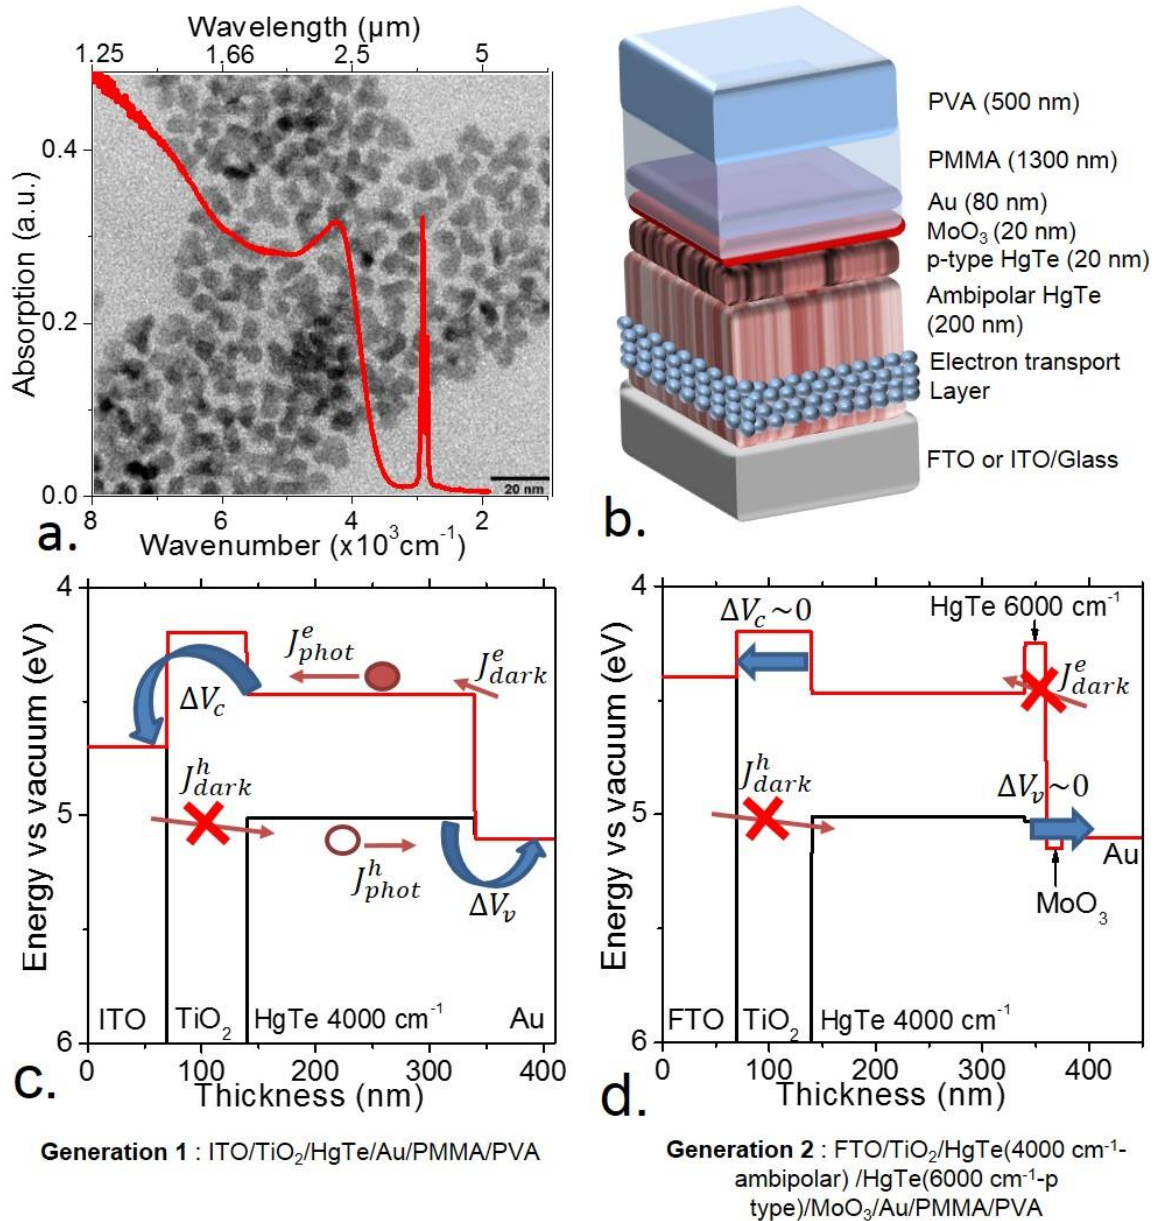 Wavelength (µm)
1.25 1.66 2.5 5
Absorption (a.u.)
0.4
0.2
0.0
8 6 4 2
20 nm
Wavenumber (x10³cm⁻¹)
a.
PVA (500 nm)
PMMA (1300 nm)
Au (80 nm)
MoO₃ (20 nm)
p-type HgTe (20 nm)
Ambipolar HgTe
(200 nm)
Electron transport
Layer
FTO or ITO/Glass
b.
Energy vs vacuum (eV)
4
5
6
ΔV_c
J^e_phot
J^e_dark
J^h_dark
J^h_phot
ΔV_v
ITO TiO₂ HgTe 4000 cm⁻¹ Au
0 100 200 300 400
Thickness (nm)
c.
Generation 1 : ITO/TiO₂/HgTe/Au/PMMA/PVA
Energy vs vacuum (eV)
4
5
6
ΔV_c~0
HgTe 6000 cm⁻¹
J^e_dark
J^h_dark
ΔV_v~0
Au
MoO₃
FTO TiO₂ HgTe 4000 cm⁻¹
0 100 200 300 400
Thickness (nm)
d.
Generation 2 : FTO/TiO₂/HgTe(4000 cm⁻¹-
ambipolar) /HgTe(6000 cm⁻¹-p
type)/MoO₃/Au/PMMA/PVA